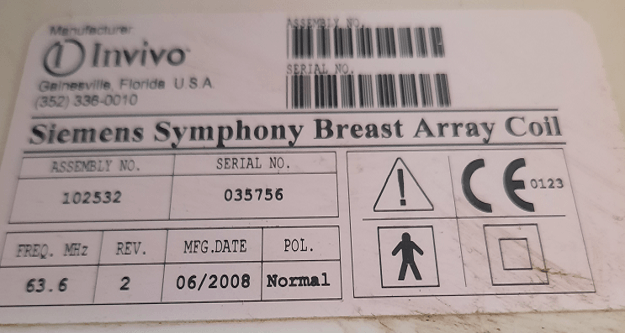 Manufacturer
Invivo
Gainesville, Florida U.S.A
(352) 336-0010
ASSEMBLY NO.
SERIAL NO.
Siemens Symphony Breast Array Coil
ASSEMBLY NO. SERIAL NO.
102532 035756
CE 0123
FREQ. MHz REV. MFG.DATE POL.
63.6 2 06/2008 Normal